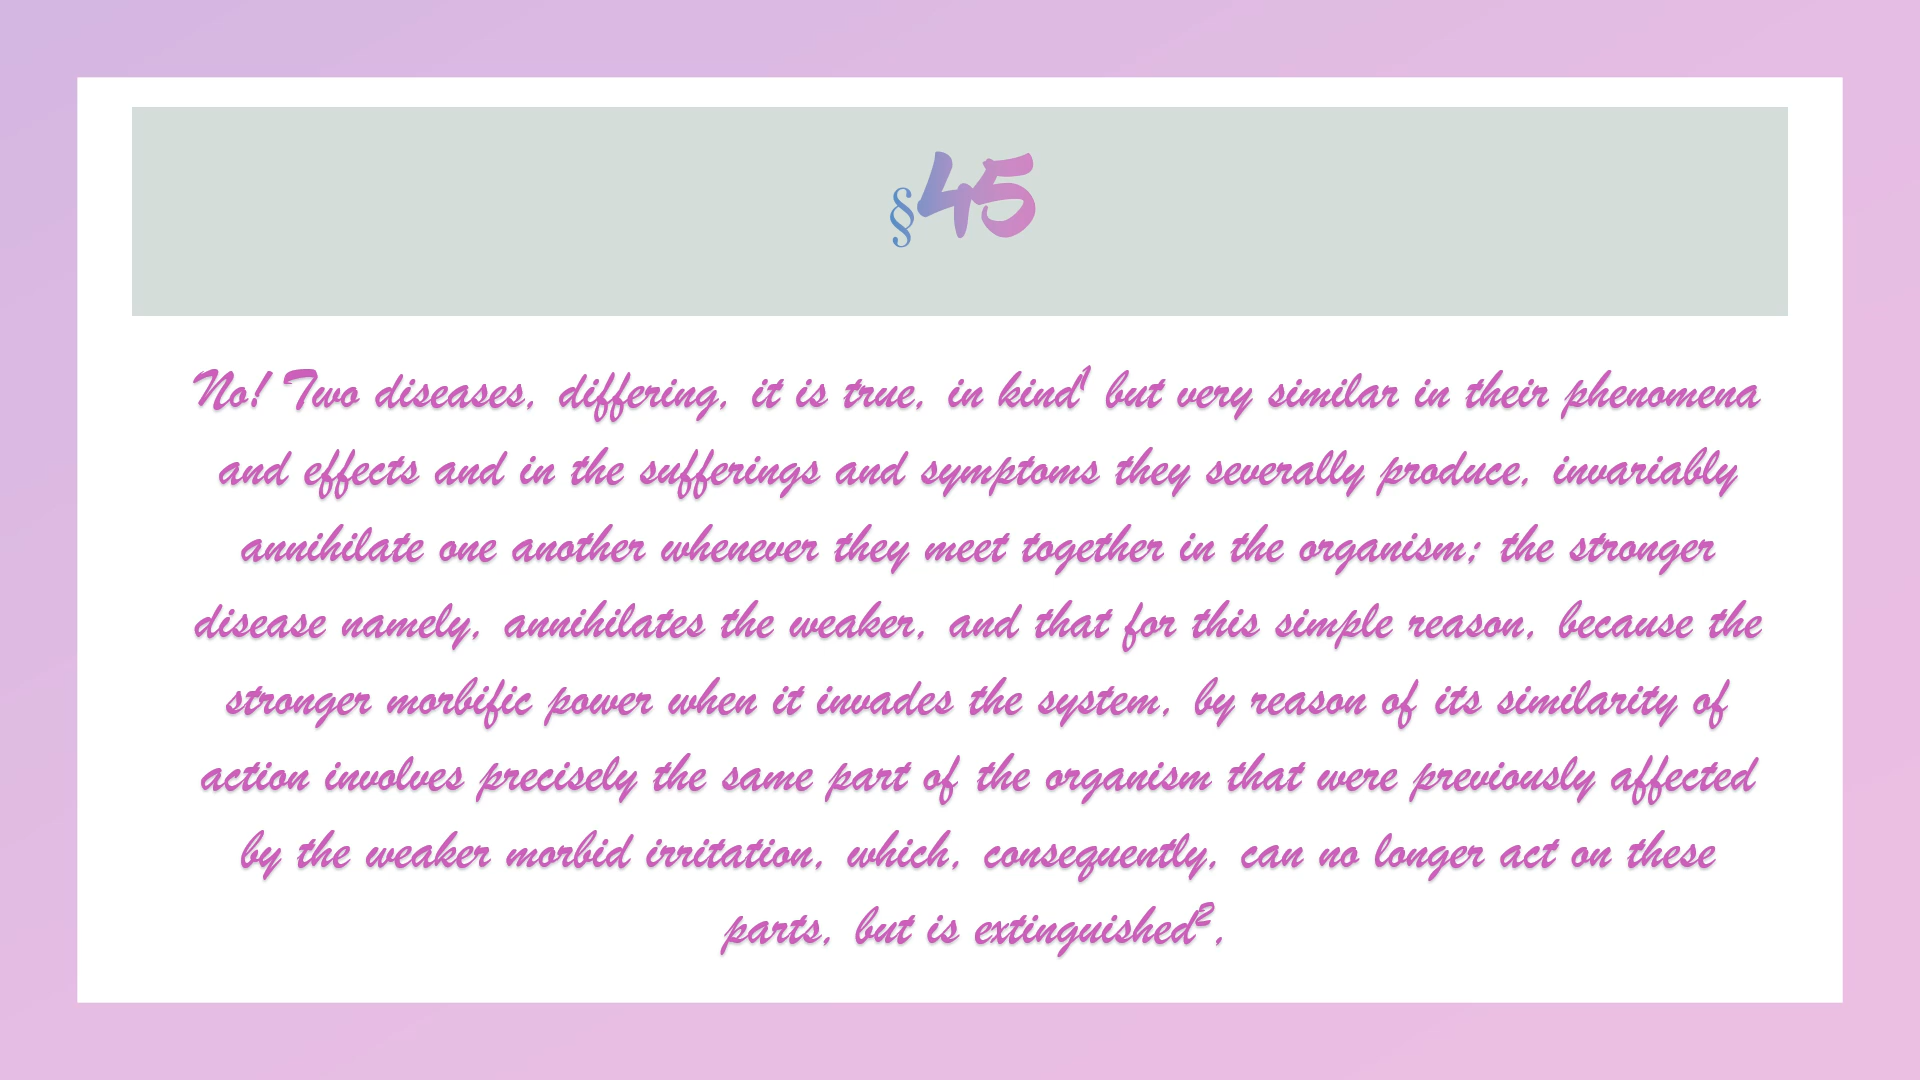 §45
No! Two diseases, differing, it is true, in kind¹ but very similar in their phenomena
and effects and in the sufferings and symptoms they severally produce, invariably
annihilate one another whenever they meet together in the organism; the stronger
disease namely, annihilates the weaker, and that for this simple reason, because the
stronger morbific power when it invades the system, by reason of its similarity of
action involves precisely the same part of the organism that were previously affected
by the weaker morbid irritation, which, consequently, can no longer act on these
parts, but is extinguished².